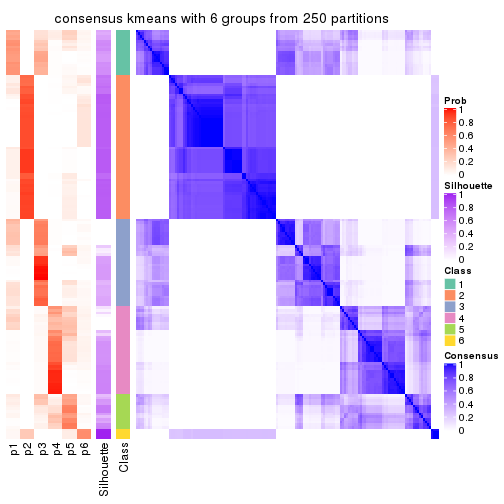 consensus kmeans with 6 groups from 250 partitions
Prob
1
0.8
0.6
0.4
0.2
0
Silhouette
1
0.8
0.6
0.4
0.2
0
Class
1
2
3
4
5
6
Consensus
1
0.8
0.6
0.4
0.2
0
p1
p2
p3
p4
p5
p6
Silhouette
Class